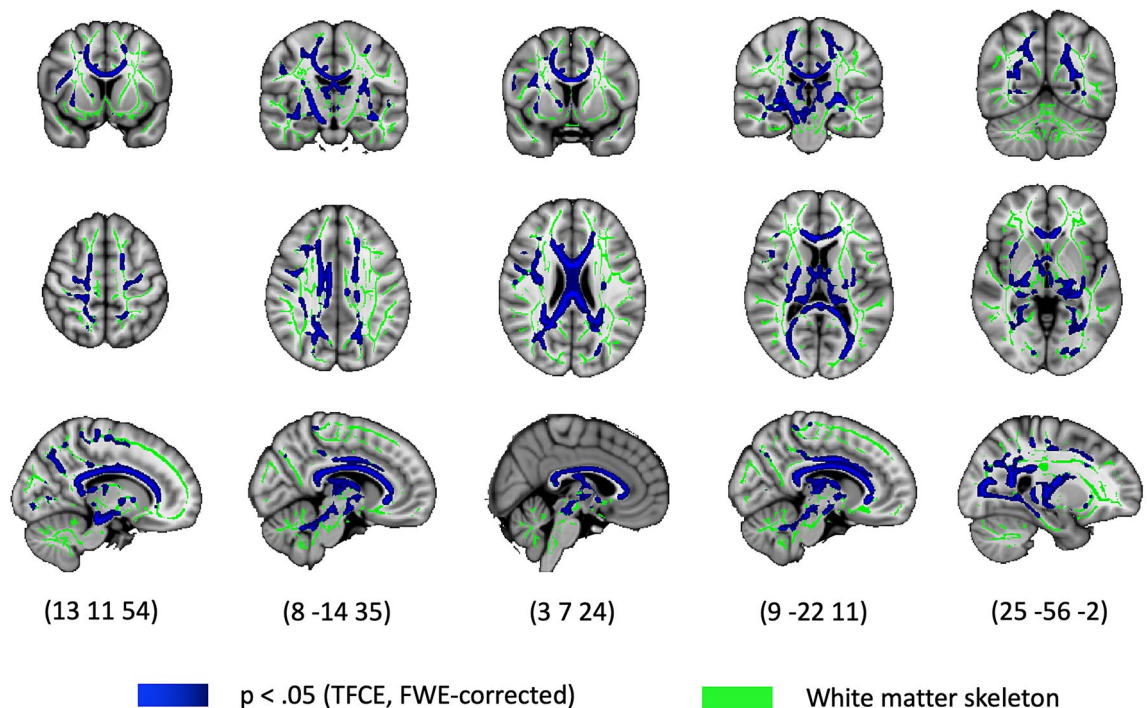 (13 11 54) (8 -14 35) (3 7 24) (9 -22 11) (25 -56 -2)
p < .05 (TFCE, FWE-corrected) White matter skeleton